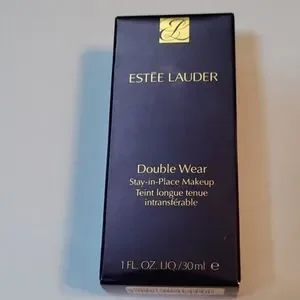 ESTĒE LAUDER
Double Wear
Stay-in-Place Makeup
Teint longue tenue
intransférable
1 FL. OZ. LIQ./30ml e